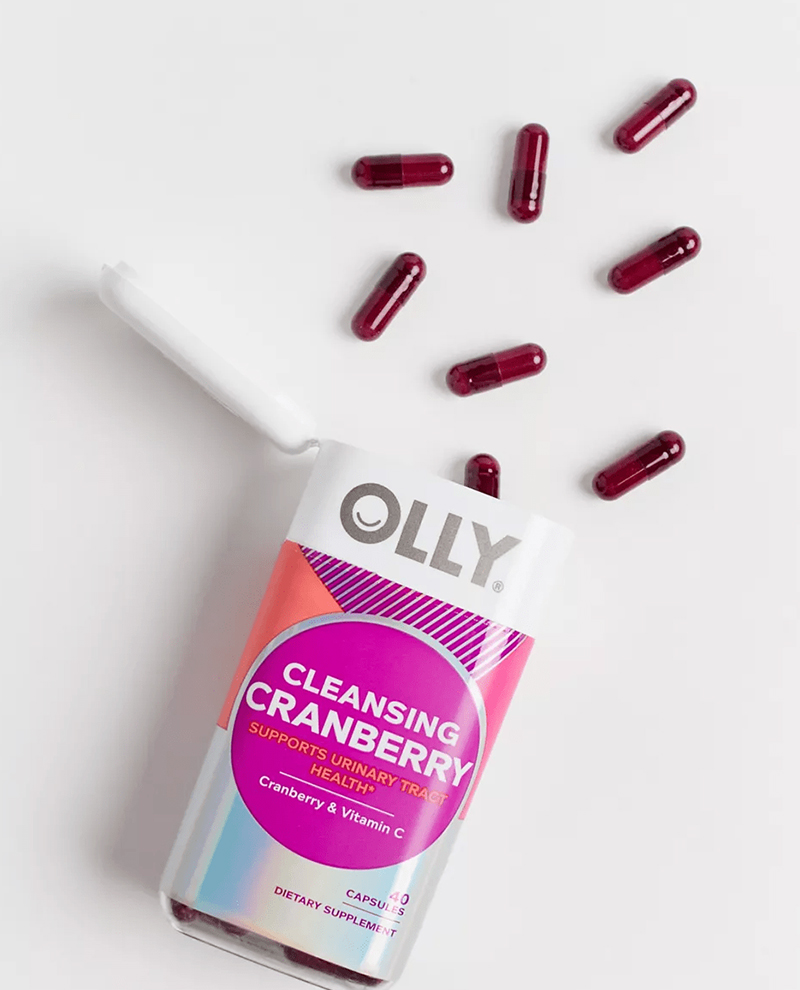 OLLY®
CLEANSING
CRANBERRY
SUPPORTS URINARY TRACT
HEALTH*
Cranberry & Vitamin C
40
CAPSULES
DIETARY SUPPLEMENT